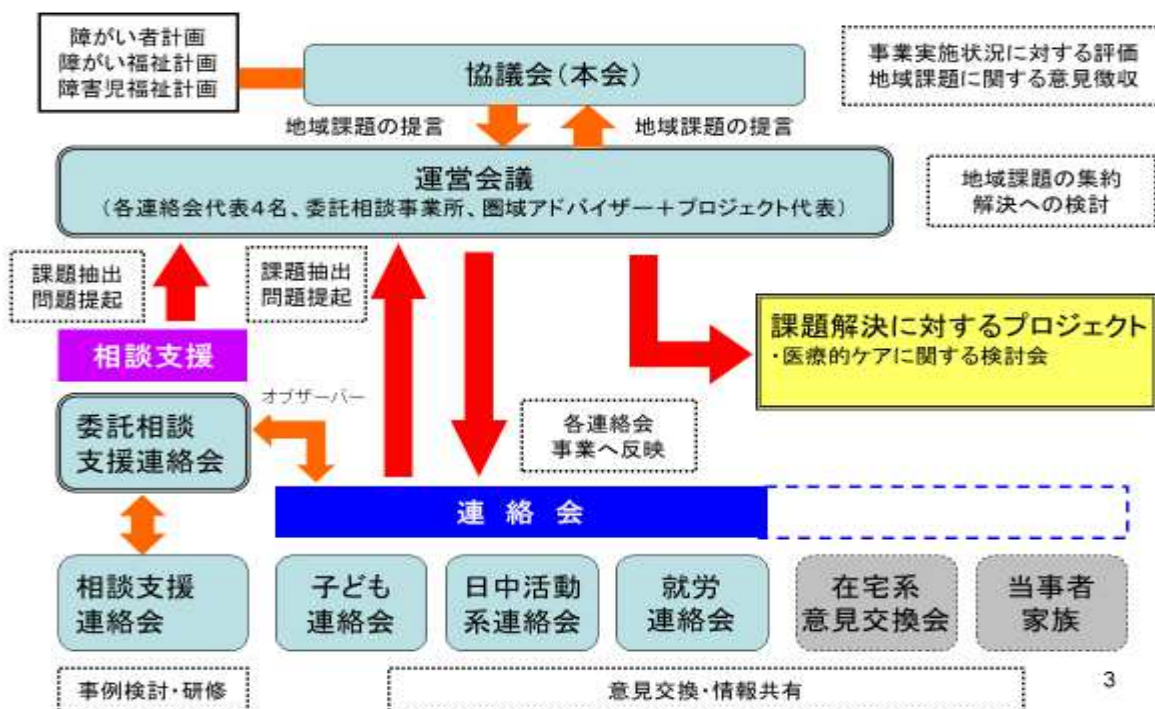 障がい者計画
障がい福祉計画
障害児福祉計画
協議会(本会)
事業実施状況に対する評価
地域課題に関する意見徴収
地域課題の提言
地域課題の提言
運営会議
(各連絡会代表4名、委託相談事業所、圏域アドバイザー+プロジェクト代表)
地域課題の集約
解決への検討
課題抽出
問題提起
課題抽出
問題提起
相談支援
課題解決に対するプロジェクト
・医療的ケアに関する検討会
オブザーバー
委託相談
支援連絡会
各連絡会
事業へ反映
連絡会
相談支援
連絡会
子ども
連絡会
日中活動
系連絡会
就労
連絡会
在宅系
意見交換会
当事者
家族
事例検討・研修
意見交換・情報共有
3